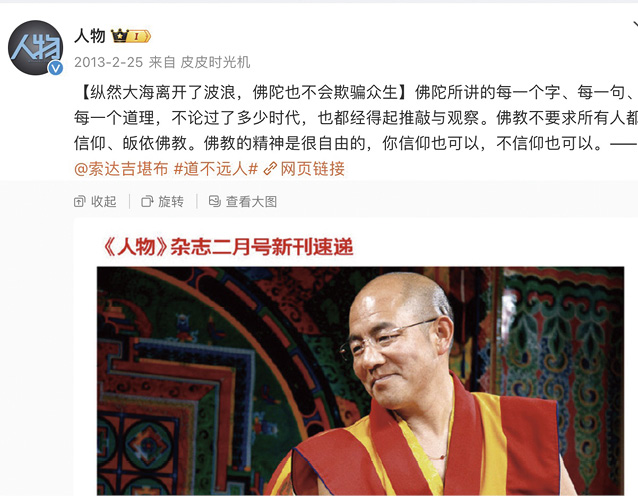 人物
人物 1
2013-2-25 来自 皮皮时光机
【纵然大海离开了波浪，佛陀也不会欺骗众生】佛陀所讲的每一个字、每一句、
每一个道理，不论过了多少时代，也都经得起推敲与观察。佛教不要求所有人都
信仰、皈依佛教。佛教的精神是很自由的，你信仰也可以，不信仰也可以。——
@索达吉堪布 #道不远人# 网页链接
收起 旋转 查看大图
《人物》杂志二月号新刊速递